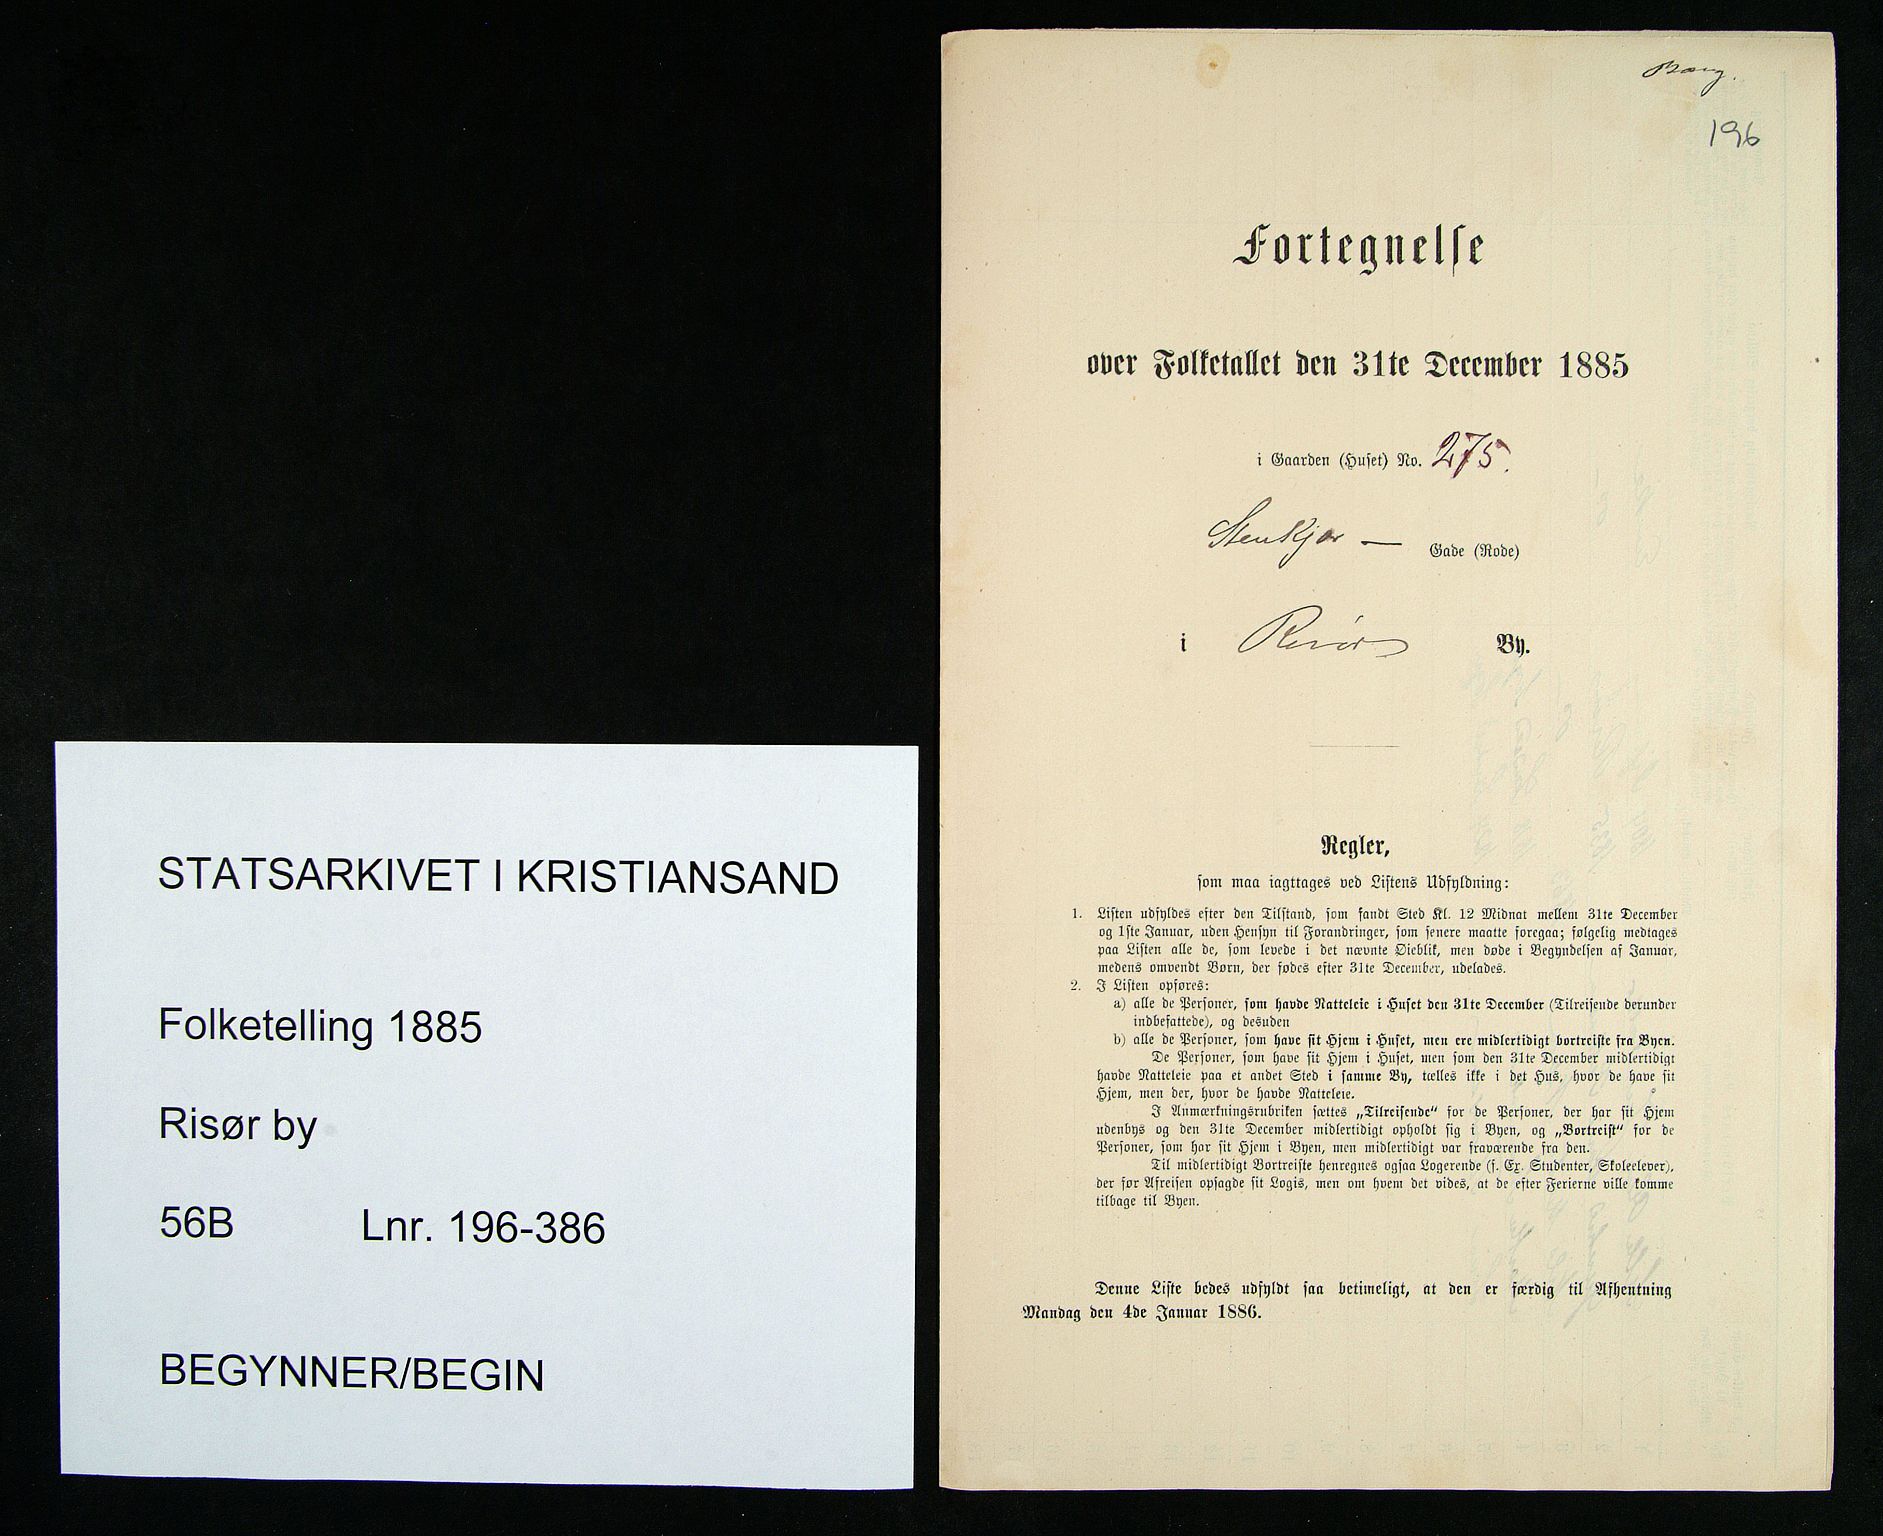 STATSARKIVET I KRISTIANSAND
Folketelling 1885
Risør by
56B Lnr. 196-386
BEGYNNER/BEGIN
196
Fortegnelse
over Folketallet den 31te December 1885
i Gaarden (Huset) No. 275.
Stenkjær — Gade (Rode)
i Risør By.
Regler,
som maa iagttages ved Listens Udfyldning:
1. Listen udfyldes efter den Tilstand, som fandt Sted Kl. 12 Midnat mellem 31te December
og 1ste Januar, uden Hensyn til Forandringer, som senere maatte foregaa; følgelig medtages
paa Listen alle de, som levede i det nævnte Øieblik, men døde i Begyndelsen af Januar,
medens omvendt Børn, der fødes efter 31te December, udelades.
2. I Listen opføres:
a) alle de Personer, som havde Natteleie i Huset den 31te December (Tilreisende derunder
indbefattede), og desuden
b) alle de Personer, som have sit Hjem i Huset, men ere midlertidigt bortreiste fra Byen.
De Personer, som have sit Hjem i Huset, men som den 31te December midlertidigt
havde Natteleie paa et andet Sted i samme By, tælles ikke i det Hus, hvor de have sit
Hjem, men der, hvor de havde Natteleie.
I Anmærkningsrubriken sættes „Tilreisende“ for de Personer, der har sit Hjem
udenbys og den 31te December midlertidigt opholdt sig i Byen, og „Bortreist“ for de
Personer, som har sit Hjem i Byen, men midlertidigt var fraværende fra den.
Til midlertidigt Bortreiste henregnes ogsaa Logerende (f. Ex. Studenter, Skoleelever),
der før Afreisen opsagde sit Logis, men om hvem det vides, at de efter Ferierne ville komme
tilbage til Byen.
Denne Liste bedes udfyldt saa betimeligt, at den er færdig til Afhentning
Mandag den 4de Januar 1886.